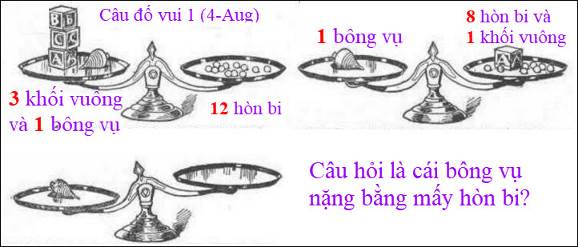 Câu đố vui 1 (4-Aug)
3 khối vuông
và 1 bông vụ
12 hòn bi
1 bông vụ
8 hòn bi và
1 khối vuông
Câu hỏi là cái bông vụ
nặng bằng mấy hòn bi?